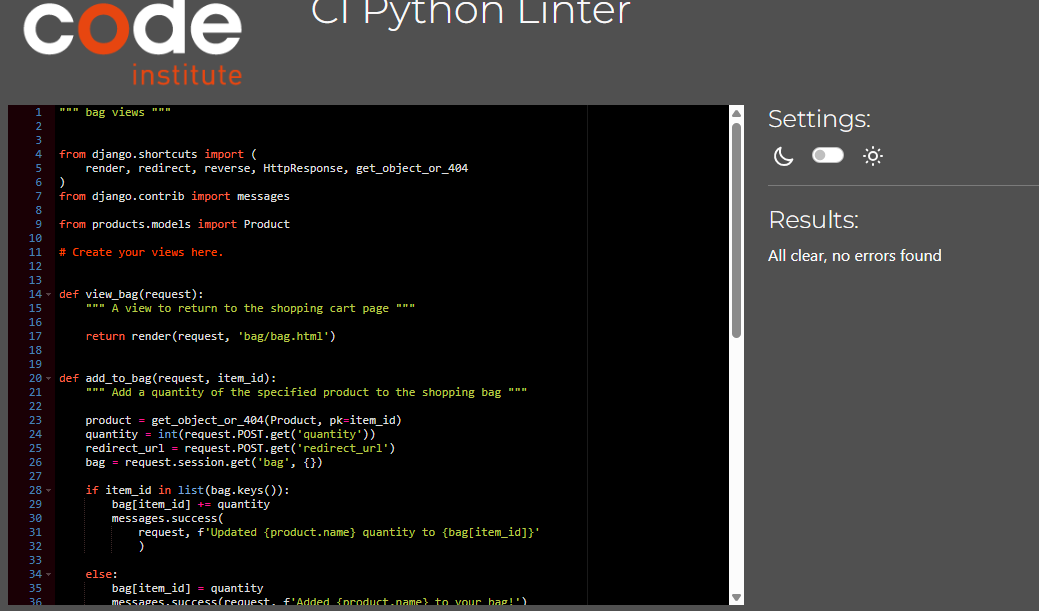 code
institute
CI Python Linter
1 """ bag views """
2
3
4 from django.shortcuts import (
5 render, redirect, reverse, HttpResponse, get_object_or_404
6 )
7 from django.contrib import messages
8
9 from products.models import Product
10
11 # Create your views here.
12
13
14 def view_bag(request):
15 """ A view to return to the shopping cart page """
16
17 return render(request, 'bag/bag.html')
18
19
20 def add_to_bag(request, item_id):
21 """ Add a quantity of the specified product to the shopping bag """
22
23 product = get_object_or_404(Product, pk=item_id)
24 quantity = int(request.POST.get('quantity'))
25 redirect_url = request.POST.get('redirect_url')
26 bag = request.session.get('bag', {})
27
28 if item_id in list(bag.keys()):
29 bag[item_id] += quantity
30 messages.success(
31 request, f'Updated {product.name} quantity to {bag[item_id]}'
32 )
33
34 else:
35 bag[item_id] = quantity
36 messages.success(request, f'Added {product.name} to your bag!')
Settings:
Results:
All clear, no errors found